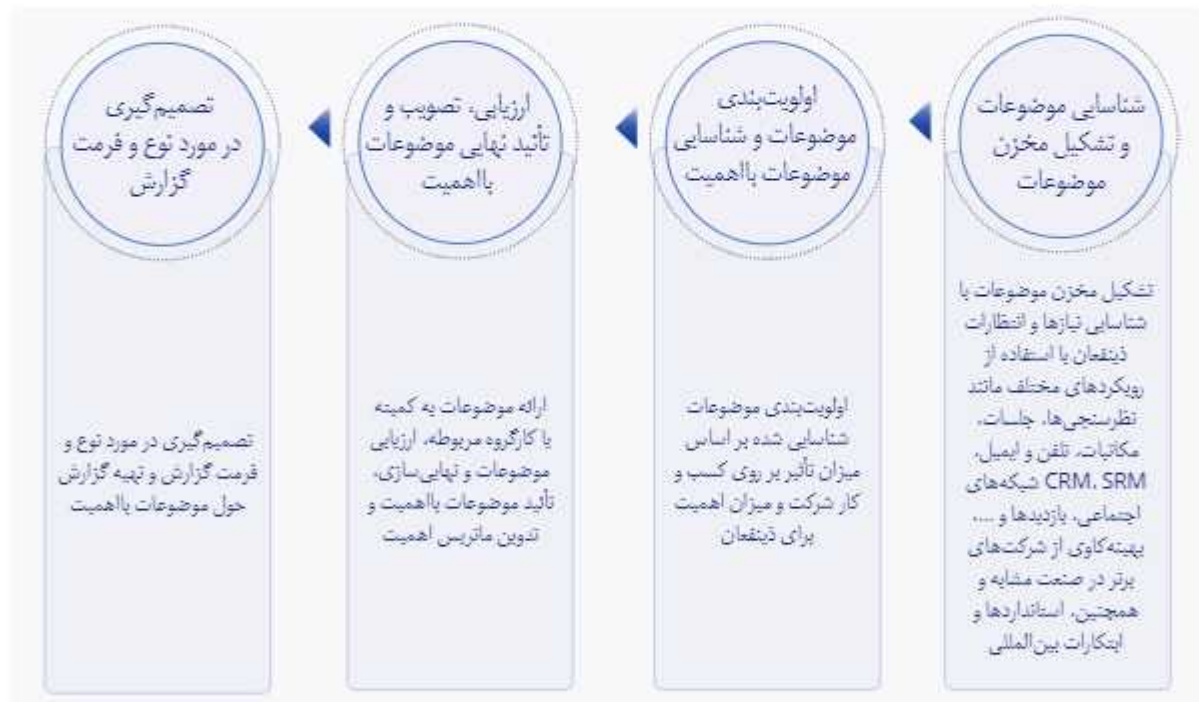 شناسایی موضوعات
و تشکیل مخزن
موضوعات
تشکیل مخزن موضوعات با
شناسایی نیازها و انتظارات
ذینفعان با استفاده از
رویکردهای مختلف مانند
نظرسنجی‌ها، جلسات،
مکاتبات، تلفن و ایمیل،
CRM، SRM شبکه‌های
اجتماعی، بازدیدها و ....
بهینه‌کاوی از شرکت‌های
برتر در صنعت مشابه و
همچنین، استانداردها و
ابتکارات بین‌المللی
اولویت‌بندی
موضوعات و شناسایی
موضوعات بااهمیت
اولویت‌بندی موضوعات
شناسایی شده بر اساس
میزان تأثیر بر روی کسب و
کار شرکت و میزان اهمیت
برای ذینفعان
ارزیابی، تصویب و
تأئید نهایی موضوعات
بااهمیت
ارائه موضوعات به کمیته
یا کارگروه مربوطه، ارزیابی
موضوعات و نهایی‌سازی،
تأئید موضوعات بااهمیت و
تدوین ماتریس اهمیت
تصمیم‌گیری
در مورد نوع و فرمت
گزارش
تصمیم‌گیری در مورد نوع و
فرمت گزارش و تهیه گزارش
حول موضوعات بااهمیت